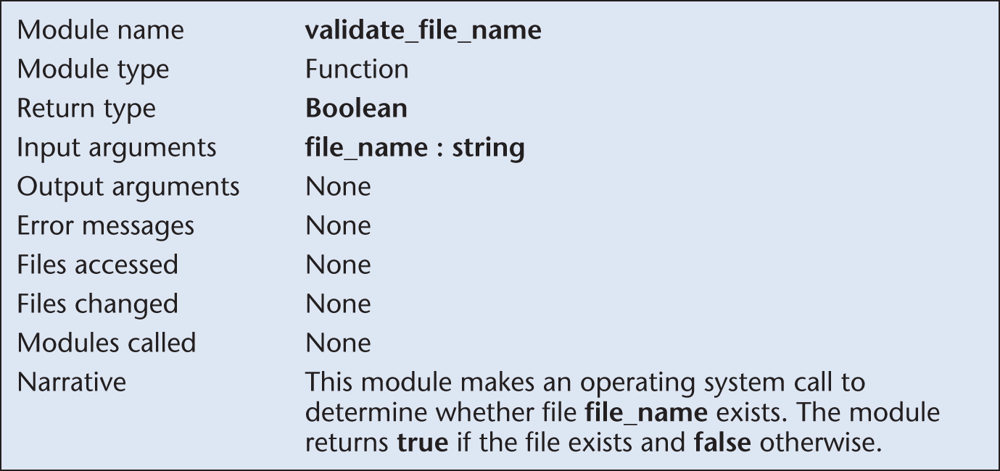 Module name validate_file_name
Module type Function
Return type Boolean
Input arguments file_name : string
Output arguments None
Error messages None
Files accessed None
Files changed None
Modules called None
Narrative This module makes an operating system call to
determine whether file file_name exists. The module
returns true if the file exists and false otherwise.